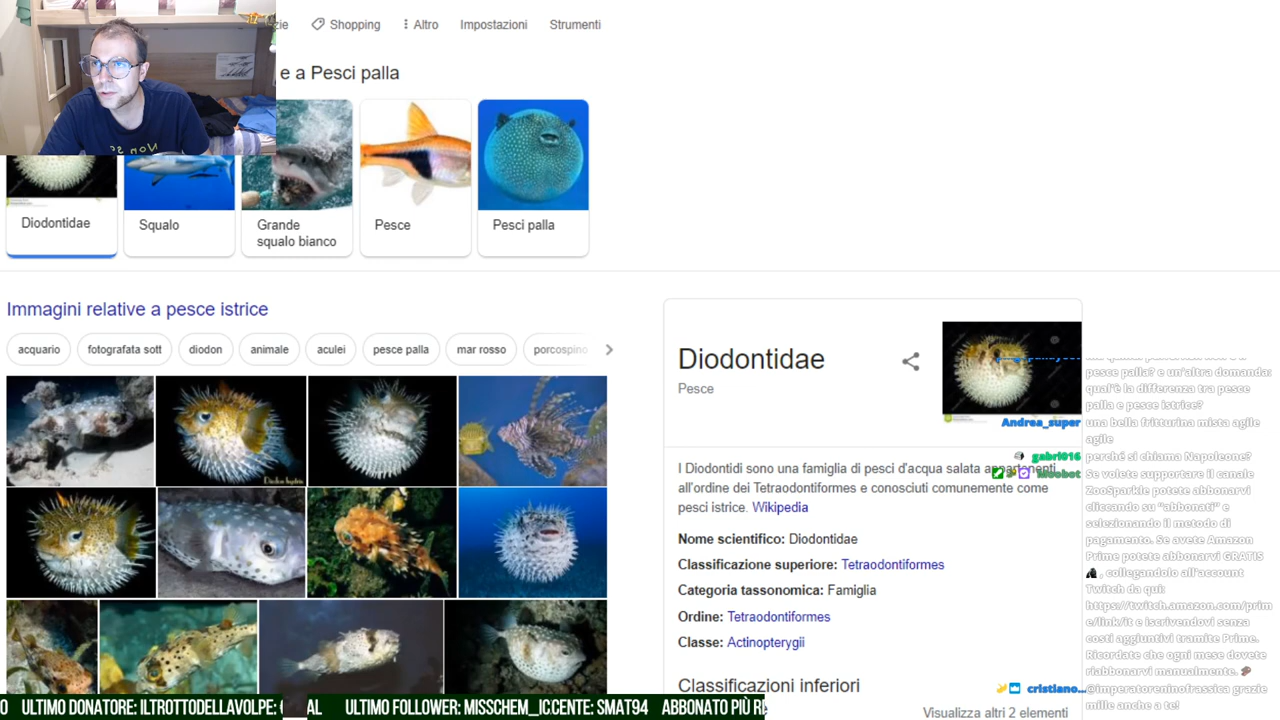 zie
Shopping
Altro
Impostazioni
Strumenti
e a Pesci palla
Diodontidae
Squalo
Grande
squalo bianco
Pesce
Pesci palla
Immagini relative a pesce istrice
acquario
fotografata sott
diodon
animale
aculei
pesce palla
mar rosso
porcospino
Diodontidae
Pesce
I Diodontidi sono una famiglia di pesci d'acqua salata appartenenti
all'ordine dei Tetraodontiformes e conosciuti comunemente come
pesci istrice. Wikipedia
Nome scientifico: Diodontidae
Classificazione superiore: Tetraodontiformes
Categoria tassonomica: Famiglia
Ordine: Tetraodontiformes
Classe: Actinopterygii
Classificazioni inferiori
Visualizza altri 2 elementi
pesce palla? e un'altra domanda:
qual'è la differenza tra pesce
palla e pesce istrice?
Andrea_super
una bella fritturina mista agile
agile
gabri016
perché si chiama Napoleone?
Moobot
Se volete supportare il canale
ZooSparkle potete abbonarvi
cliccando su "abbonati" e
selezionando il metodo di
pagamento. Se avete Amazon
Prime potete abbonarvi GRATIS
, collegandolo all'account
Twitch da qui:
https://twitch.amazon.com/prim
e/link/it e iscrivendovi senza
costi aggiuntivi tramite Prime.
Ricordate che ogni mese dovete
riabbonarvi manualmente.
cristiano...
@imperatoreninofrassica grazie
mille anche a te!
O ULTIMO DONATORE: ILTROTTODELLAVOLPE:
AL ULTIMO FOLLOWER: MISSCHEM_ICCENTE: SMAT94 ABBONATO PIÙ